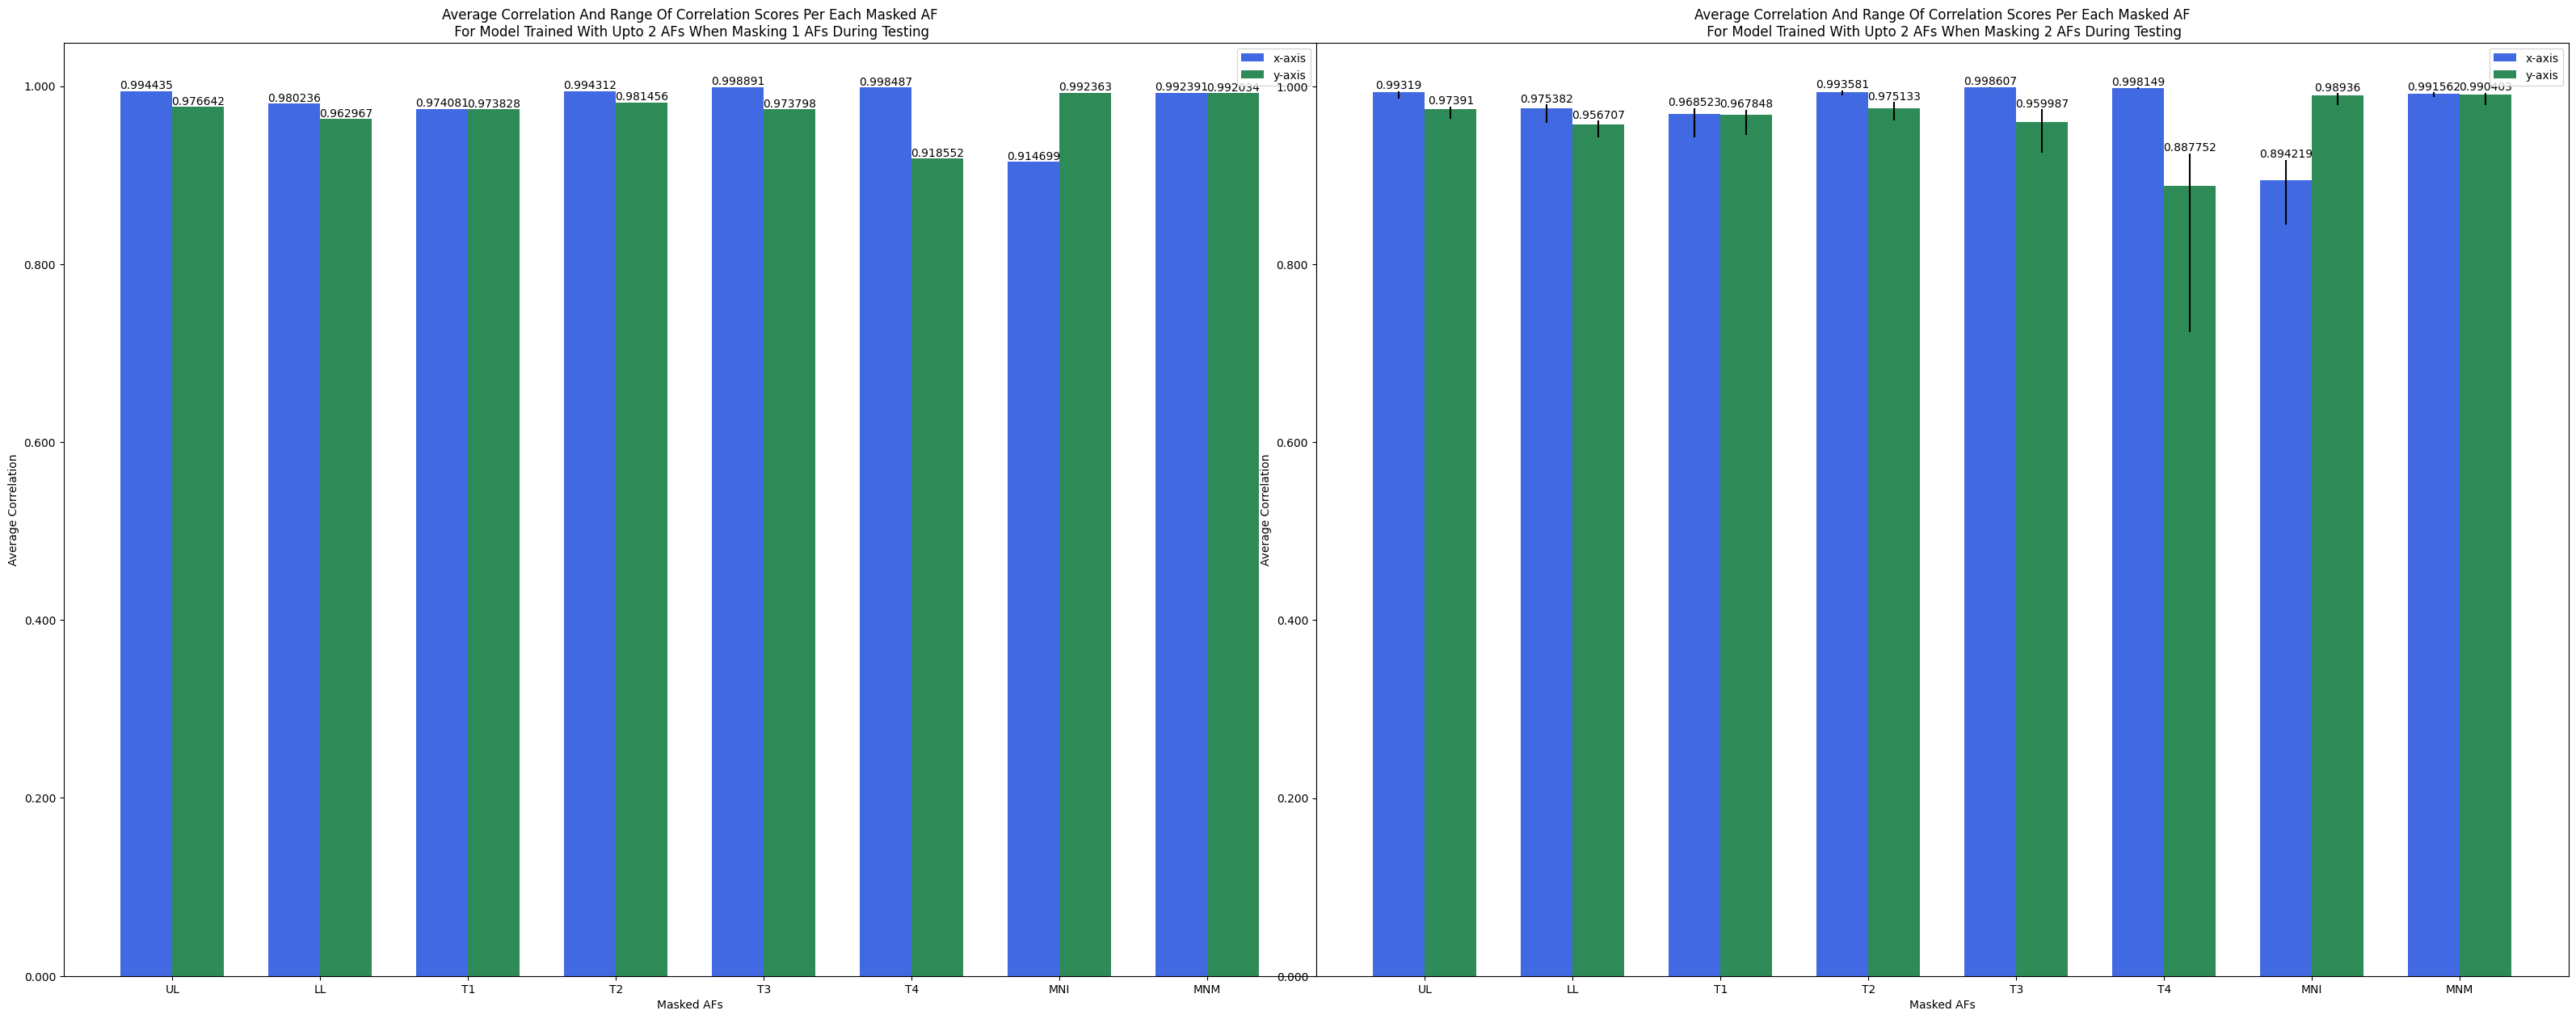 Average Correlation And Range Of Correlation Scores Per Each Masked AF
For Model Trained With Upto 2 AFs When Masking 1 AFs During Testing
x-axis
y-axis
0.994435 0.976642 0.980236 0.962967 0.974081 0.973828 0.994312 0.981456 0.998891 0.973798 0.998487 0.918552 0.914699 0.992363 0.992391 0.992034
1.000
0.800
0.600
0.400
0.200
0.000
Average Correlation
UL LL T1 T2 T3 T4 MNI MNM
Masked AFs
Average Correlation And Range Of Correlation Scores Per Each Masked AF
For Model Trained With Upto 2 AFs When Masking 2 AFs During Testing
x-axis
y-axis
0.99319 0.97391 0.975382 0.956707 0.968523 0.967848 0.993581 0.975133 0.998607 0.959987 0.998149 0.887752 0.894219 0.98936 0.991562 0.990403
1.000
0.800
0.600
0.400
0.200
0.000
Average Correlation
UL LL T1 T2 T3 T4 MNI MNM
Masked AFs